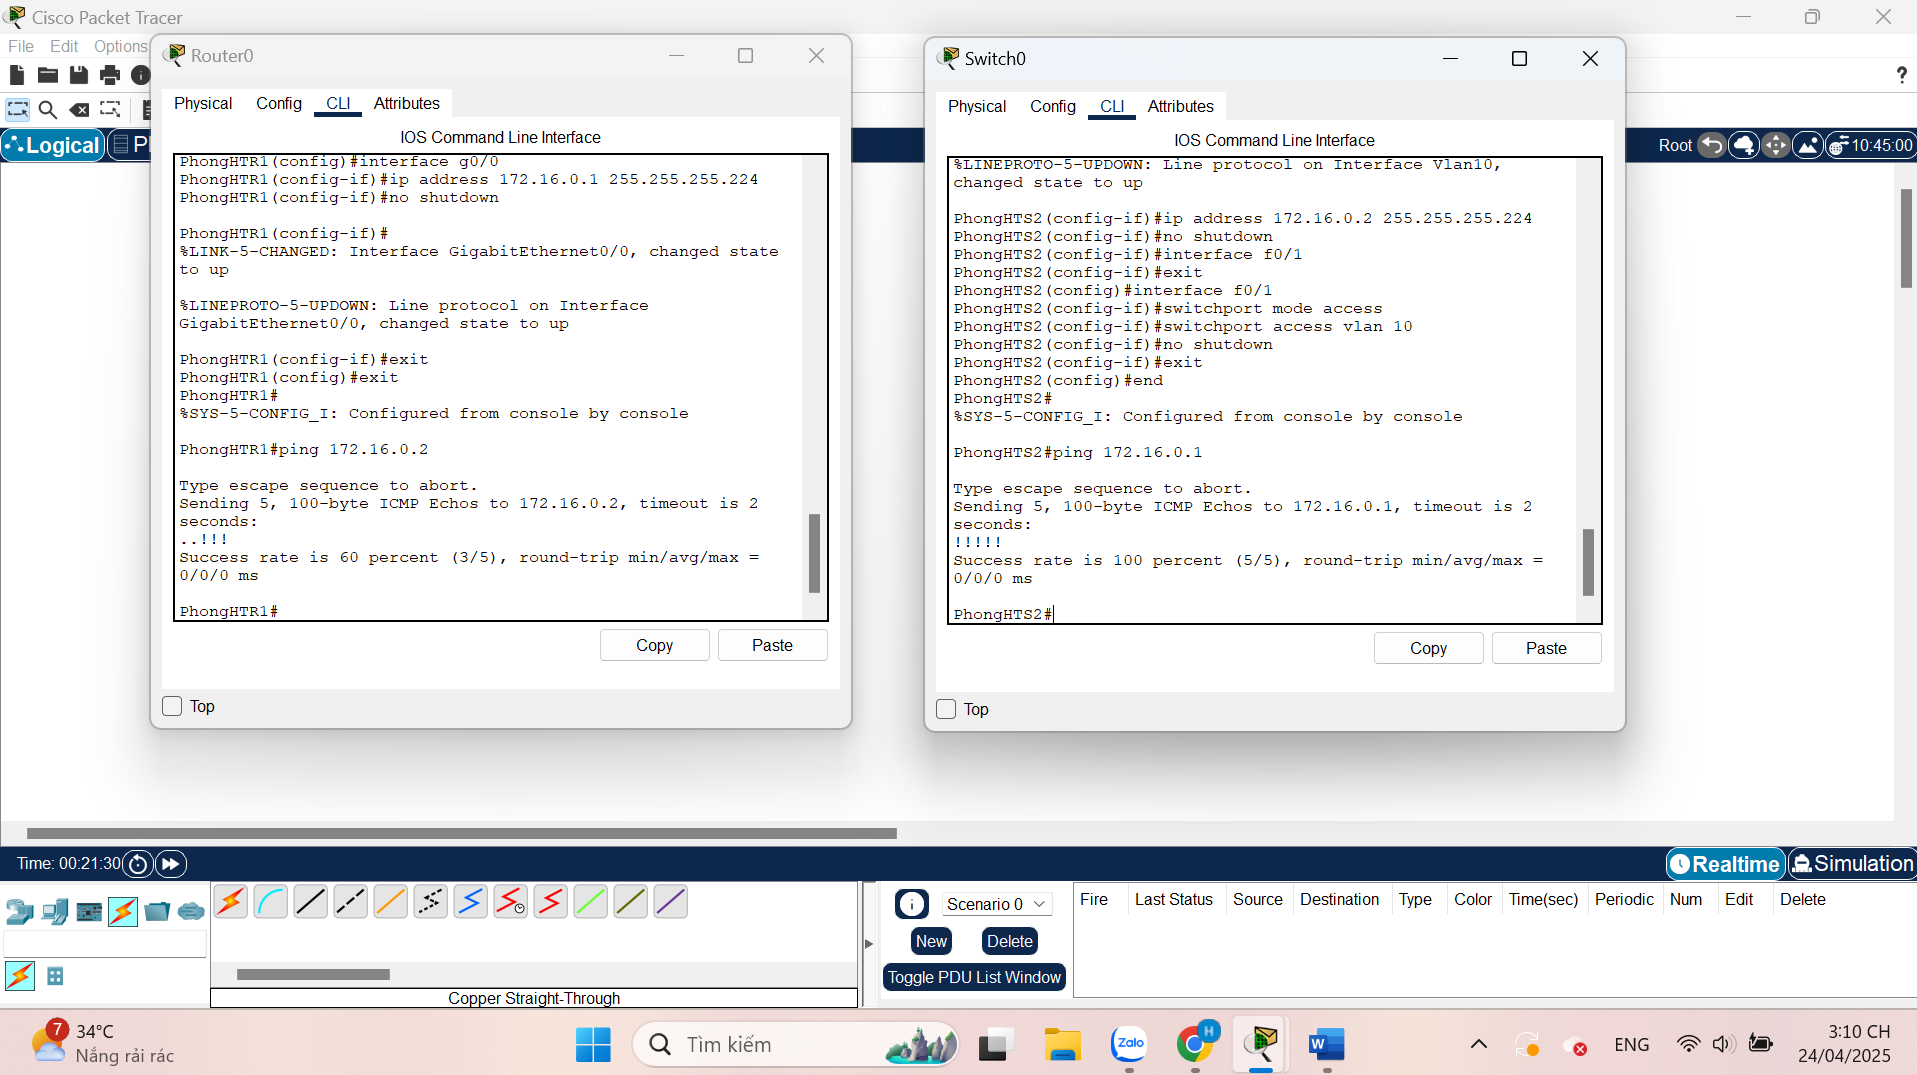 Cisco Packet Tracer
File Edit Options
Logical
P
Root
10:45:00
Router0
Physical Config CLI Attributes
IOS Command Line Interface
PhongHTR1(config)#interface g0/0
PhongHTR1(config-if)#ip address 172.16.0.1 255.255.255.224
PhongHTR1(config-if)#no shutdown
PhongHTR1(config-if)#
%LINK-5-CHANGED: Interface GigabitEthernet0/0, changed state
to up
%LINEPROTO-5-UPDOWN: Line protocol on Interface
GigabitEthernet0/0, changed state to up
PhongHTR1(config-if)#exit
PhongHTR1(config)#exit
PhongHTR1#
%SYS-5-CONFIG_I: Configured from console by console
PhongHTR1#ping 172.16.0.2
Type escape sequence to abort.
Sending 5, 100-byte ICMP Echos to 172.16.0.2, timeout is 2
seconds:
..!!!
Success rate is 60 percent (3/5), round-trip min/avg/max =
0/0/0 ms
PhongHTR1#
Copy Paste
Top
Switch0
Physical Config CLI Attributes
IOS Command Line Interface
%LINEPROTO-5-UPDOWN: Line protocol on Interface Vlan10,
changed state to up
PhongHTS2(config-if)#ip address 172.16.0.2 255.255.255.224
PhongHTS2(config-if)#no shutdown
PhongHTS2(config-if)#interface f0/1
PhongHTS2(config-if)#exit
PhongHTS2(config)#interface f0/1
PhongHTS2(config-if)#switchport mode access
PhongHTS2(config-if)#switchport access vlan 10
PhongHTS2(config-if)#no shutdown
PhongHTS2(config-if)#exit
PhongHTS2(config)#end
PhongHTS2#
%SYS-5-CONFIG_I: Configured from console by console
PhongHTS2#ping 172.16.0.1
Type escape sequence to abort.
Sending 5, 100-byte ICMP Echos to 172.16.0.1, timeout is 2
seconds:
!!!!!
Success rate is 100 percent (5/5), round-trip min/avg/max =
0/0/0 ms
PhongHTS2#
Copy Paste
Top
Time: 00:21:30
Realtime Simulation
Copper Straight-Through
Scenario 0
New Delete
Toggle PDU List Window
Fire Last Status Source Destination Type Color Time(sec) Periodic Num Edit Delete
7
34°C
Nắng rải rác
Tìm kiếm
Zalo
H
W
ENG
3:10 CH
24/04/2025